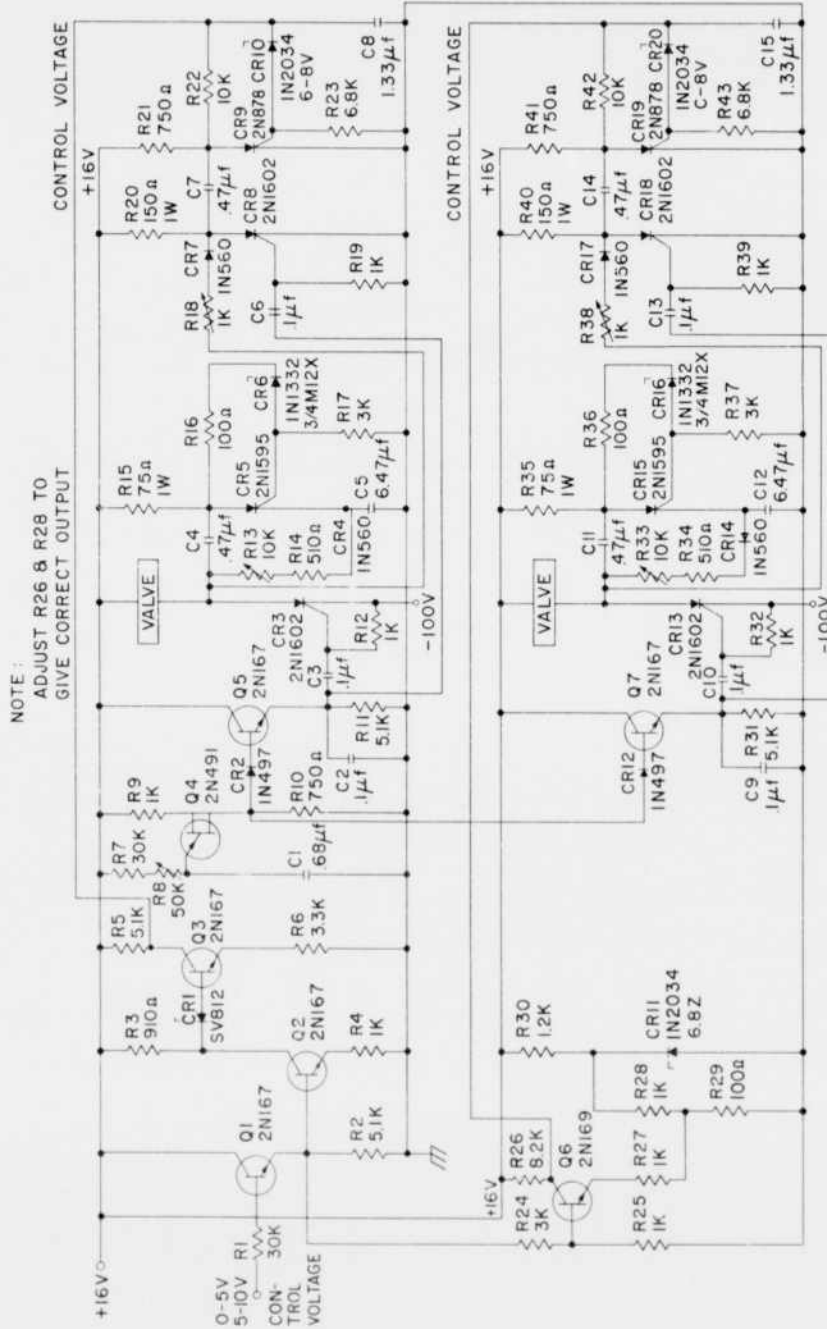 NOTE:
ADJUST R26 & R28 TO
GIVE CORRECT OUTPUT
+16V
0-5V
5-10V
CON-
TROL
VOLTAGE
R1
30K
Q1
2N167
R2
5.1K
R3
910Ω
CR1
SV812
Q2
2N167
R4
1K
R5
5.1K
Q3
2N167
R6
3.3K
R7
30K
R8
50K
C1
.68μf
R9
1K
Q4
2N491
CR2
1N497
R10
750Ω
Q5
2N167
C2
.1μf
R11
5.1K
C3
.1μf
VALVE
CR3
2N1602
R12
1K
-100V
C4
.47μf
R13
10K
R14
510Ω
CR4
1N560
R15
75Ω
1W
CR5
2N1595
C5
6.47μf
R16
100Ω
CR6
1N1332
3/4M12X
R17
3K
R18
1K
CR7
1N560
C6
.1μf
R19
1K
R20
150Ω
1W
C7
.47μf
CR8
2N1602
+16V
R21
750Ω
R22
10K
CR9
2N878
CR10
1N2034
6-8V
R23
6.8K
C8
1.33μf
CONTROL VOLTAGE
+16V
R24
3K
R25
1K
R26
8.2K
Q6
2N169
R27
1K
R28
1K
R29
100Ω
R30
1.2K
CR11
1N2034
6.8Z
CR12
1N497
Q7
2N167
C9
.1μf
R31
5.1K
C10
.1μf
VALVE
CR13
2N1602
R32
1K
-100V
C11
.47μf
R33
10K
R34
510Ω
CR14
1N560
R35
75Ω
1W
CR15
2N1595
C12
6.47μf
R36
100Ω
CR16
1N1332
3/4M12X
R37
3K
R38
1K
CR17
1N560
C13
.1μf
R39
1K
R40
150Ω
1W
C14
.47μf
CR18
2N1602
+16V
R41
750Ω
R42
10K
CR19
2N878
CR20
1N2034
C-8V
R43
6.8K
C15
1.33μf
CONTROL VOLTAGE